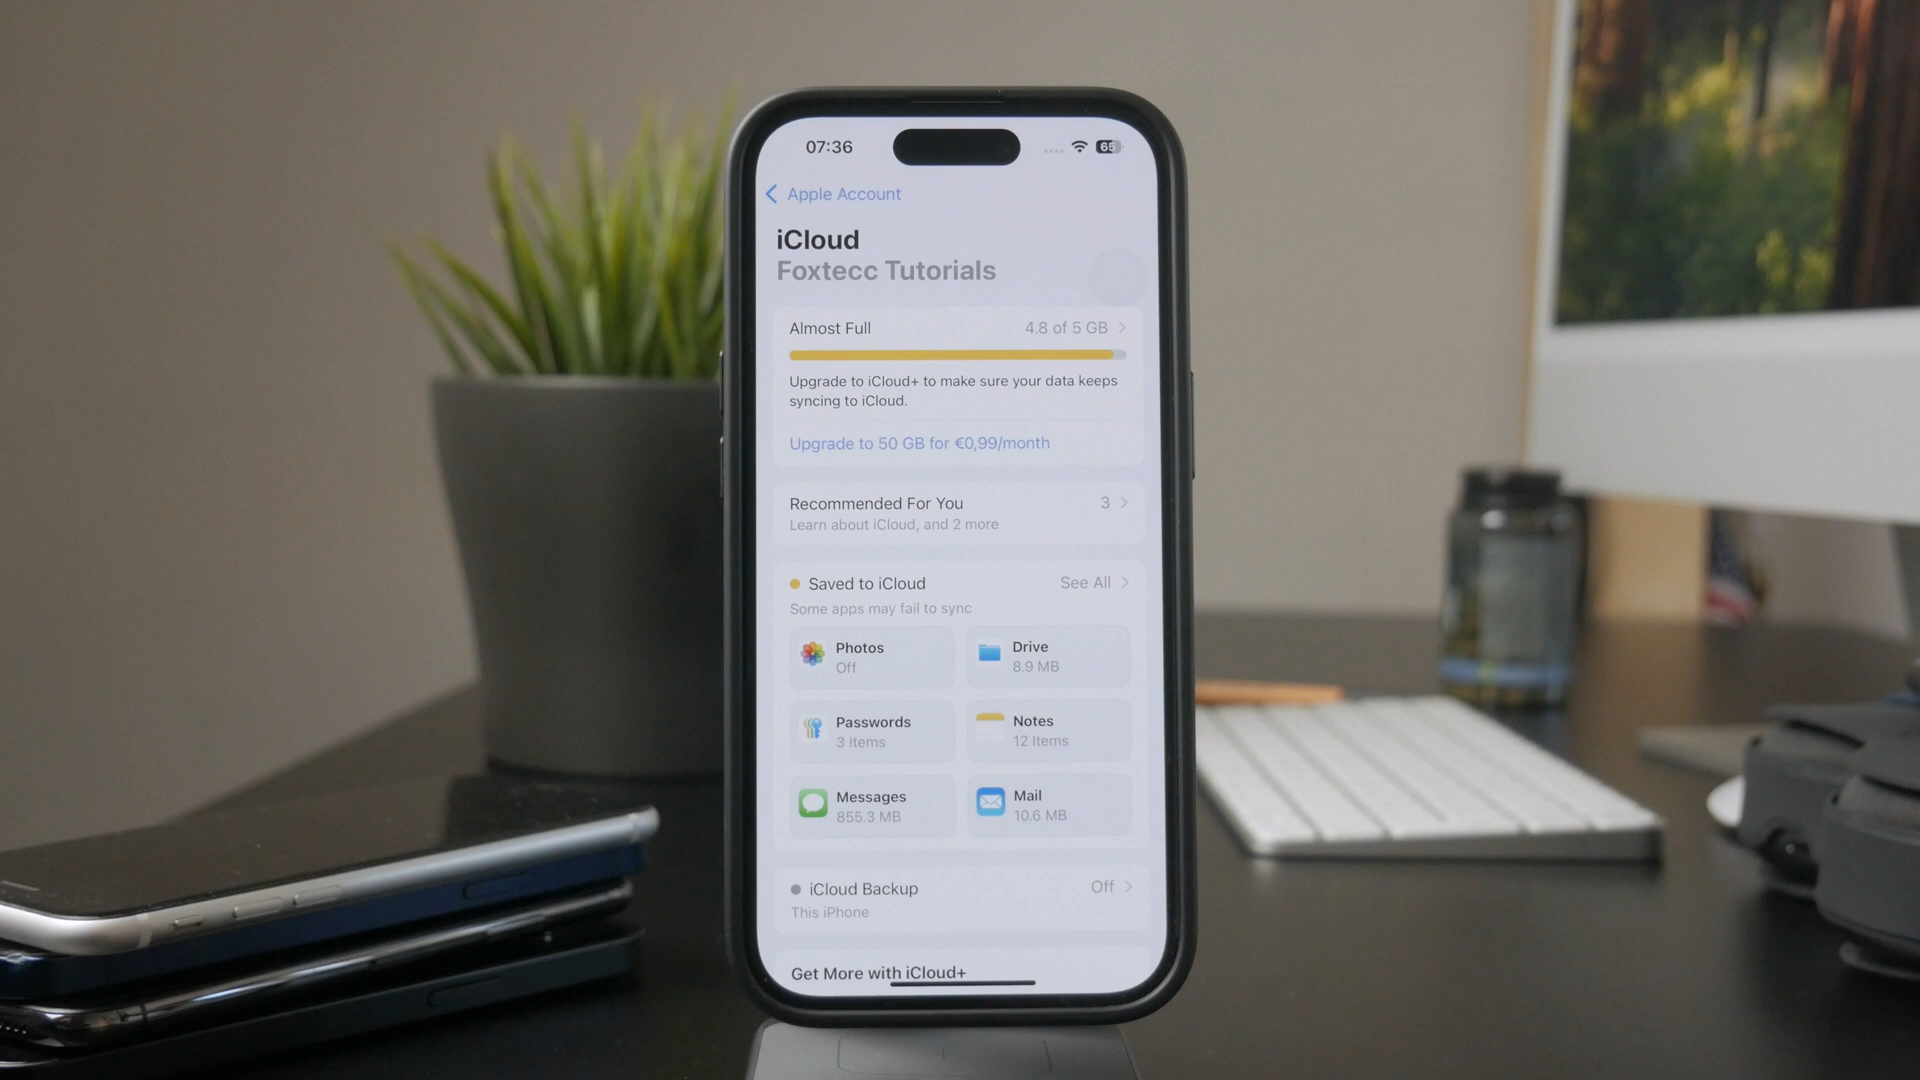 07:36
65
Apple Account
iCloud
Foxtecc Tutorials
Almost Full
4.8 of 5 GB
Upgrade to iCloud+ to make sure your data keeps
syncing to iCloud.
Upgrade to 50 GB for €0,99/month
Recommended For You
3
Learn about iCloud, and 2 more
Saved to iCloud
See All
Some apps may fail to sync
Photos
Off
Drive
8.9 MB
Passwords
3 Items
Notes
12 Items
Messages
855.3 MB
Mail
10.6 MB
iCloud Backup
Off
This iPhone
Get More with iCloud+